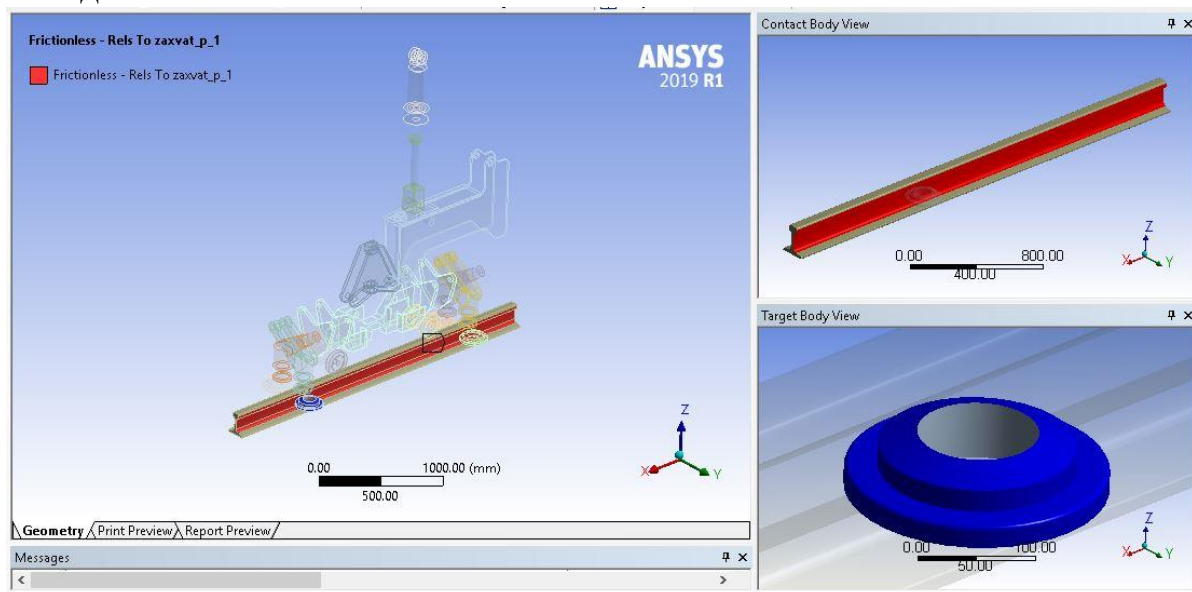 Frictionless - Rels To zaxvat_p_1
Frictionless - Rels To zaxvat_p_1
ANSYS
2019 R1
Z
X
Y
0.00
1000.00 (mm)
500.00
Geometry
Print Preview
Report Preview
Messages
Contact Body View
0.00
800.00
400.00
Z
X
Y
Target Body View
0.00
100.00
50.00
Z
X
Y